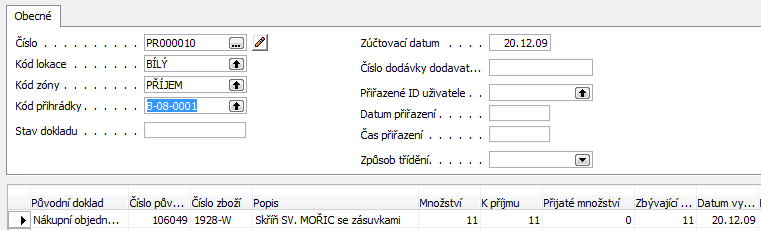 Obecné
Číslo . . . . . . . . . . PR000010 ... Zúčtovací datum . . . . 20.12.09
Kód lokace . . . . . . . BÍLÝ Číslo dodávky dodavat...
Kód zóny . . . . . . . . PŘÍJEM Přiřazené ID uživatele . .
Kód přihrádky . . . . . . B-08-0001 Datum přiřazení . . . . .
Stav dokladu . . . . . . Čas přiřazení . . . . . .
Způsob třídění. . . . . .
Původní doklad Číslo pův... Číslo zboží Popis Množství K příjmu Přijaté množství Zbývající ... Datum vy...
Nákupní objedn... 106049 1928-W Skříň SV. MOŘIC se zásuvkami 11 11 0 11 20.12.09